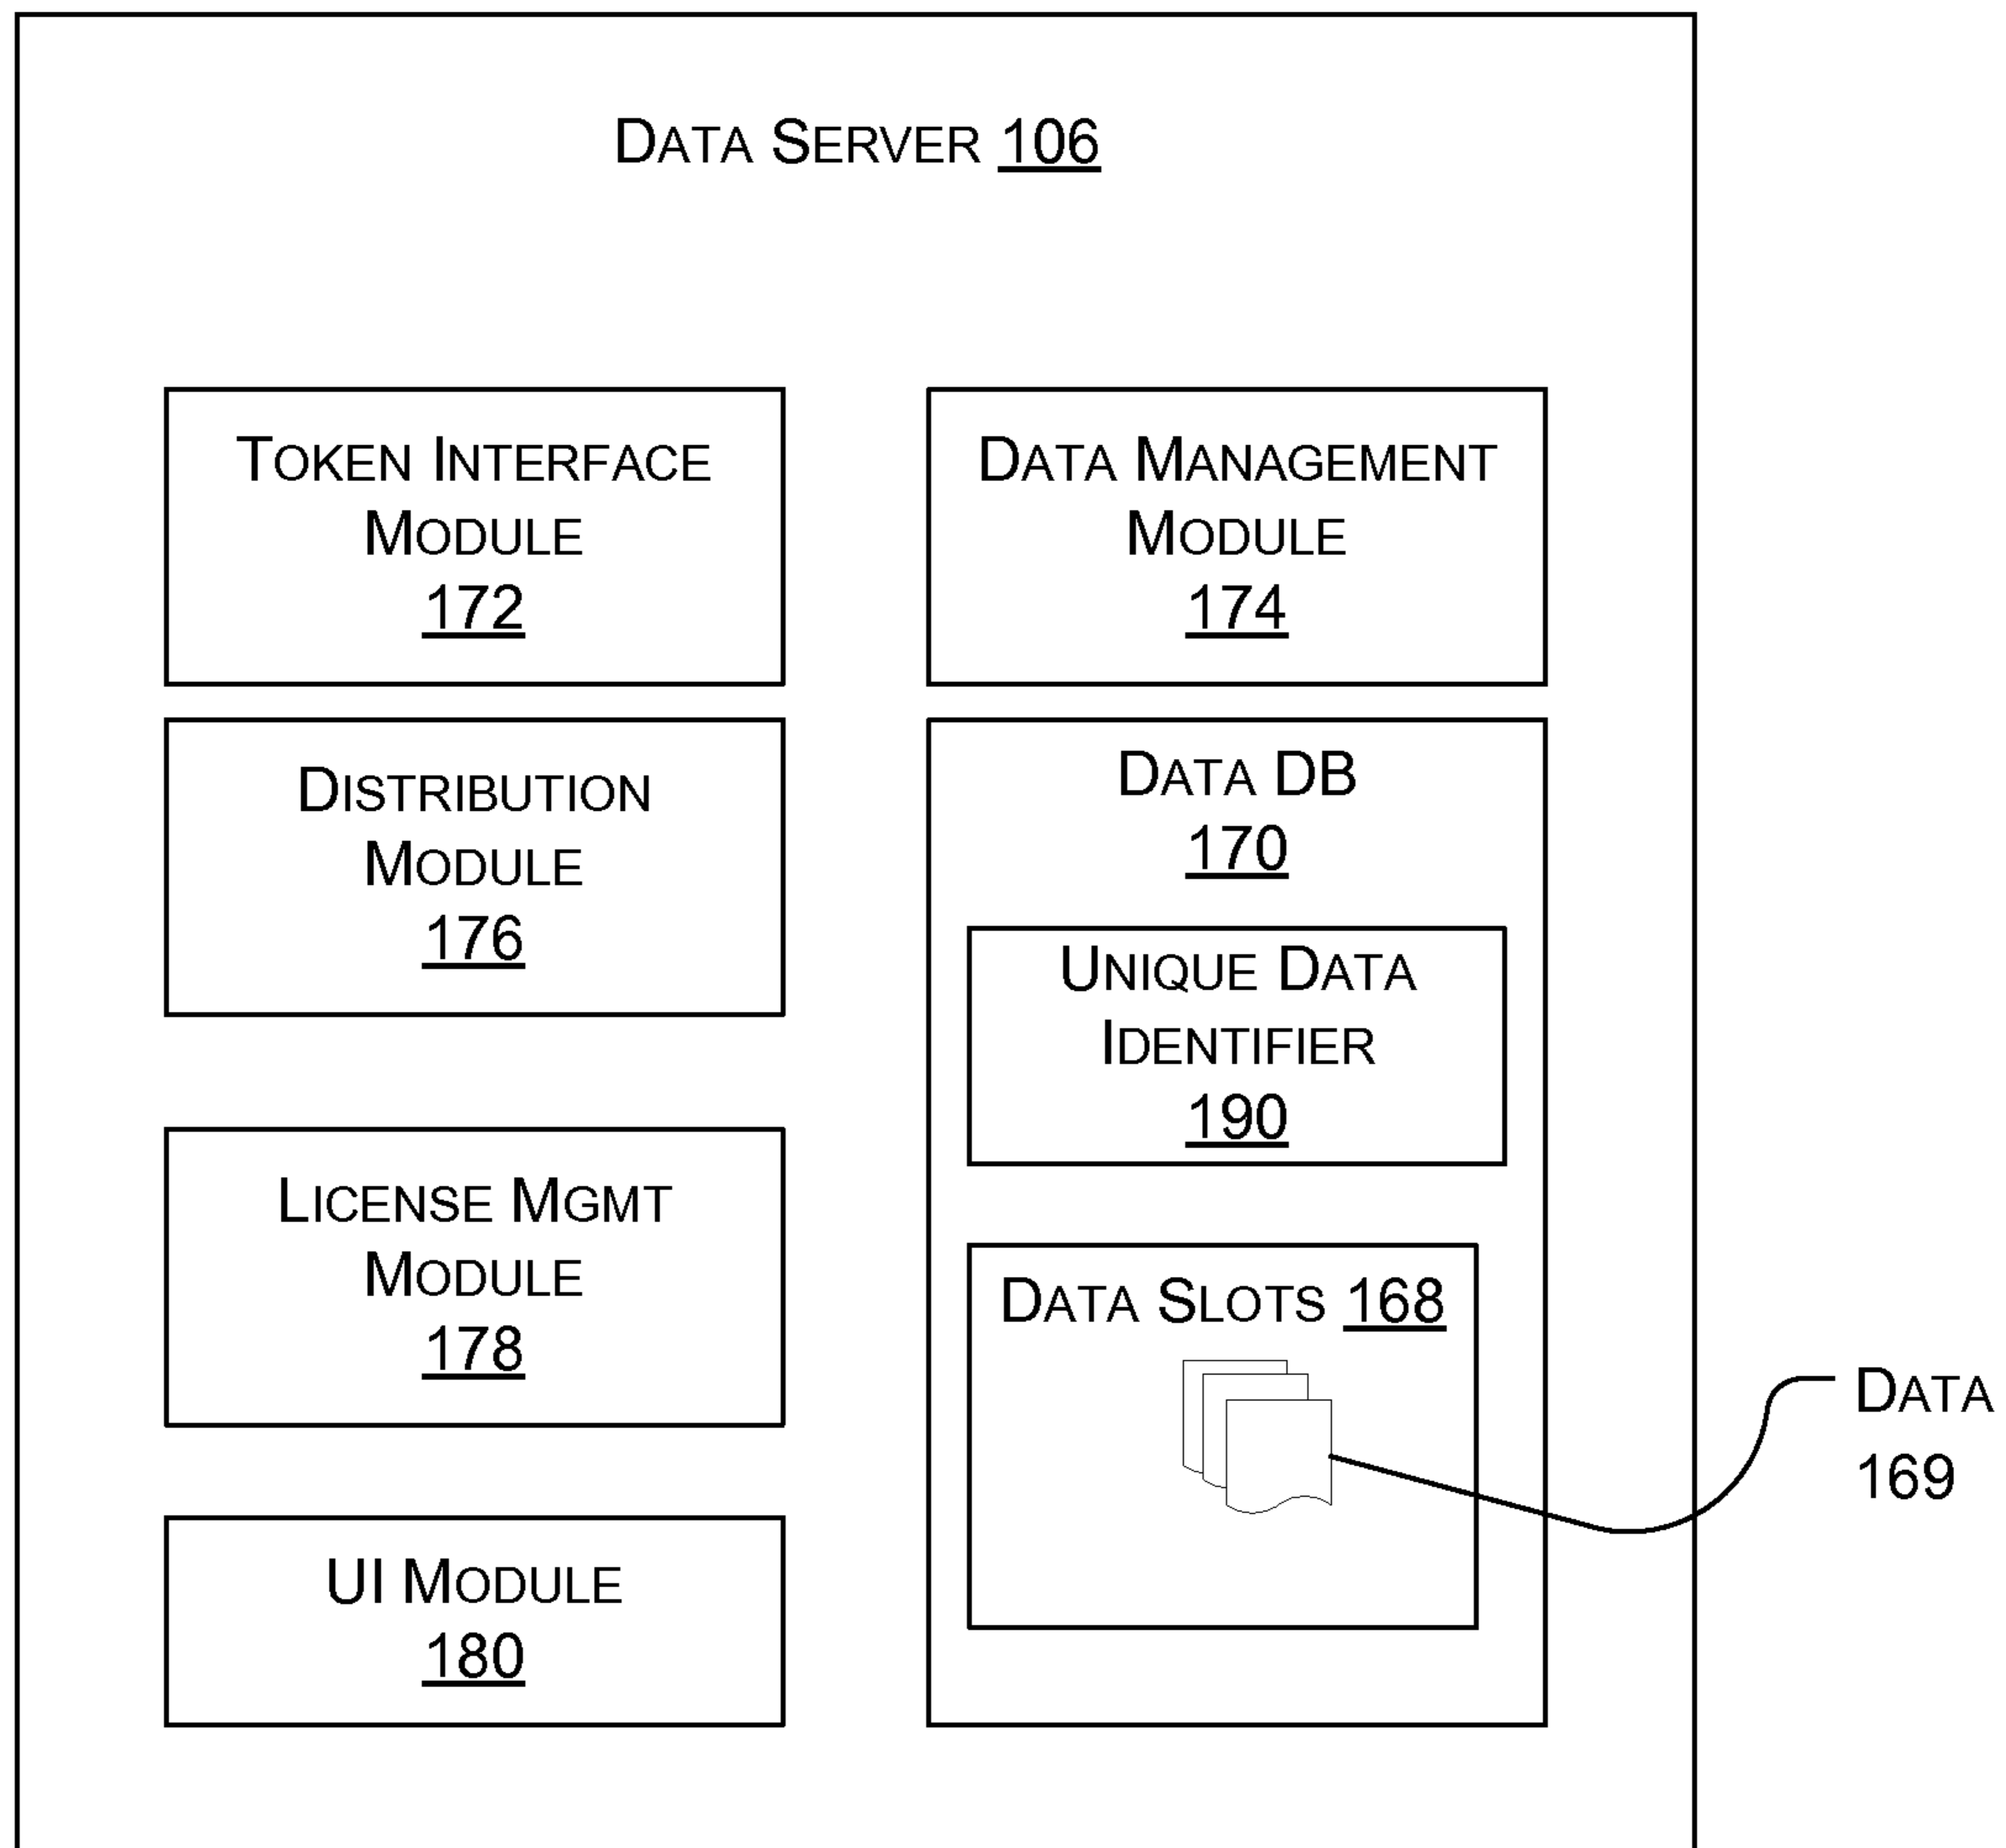 DATA SERVER 106
TOKEN INTERFACE
MODULE
172
DATA MANAGEMENT
MODULE
174
DISTRIBUTION
MODULE
176
DATA DB
170
UNIQUE DATA
IDENTIFIER
190
LICENSE MGMT
MODULE
178
DATA SLOTS 168
DATA
169
UI MODULE
180